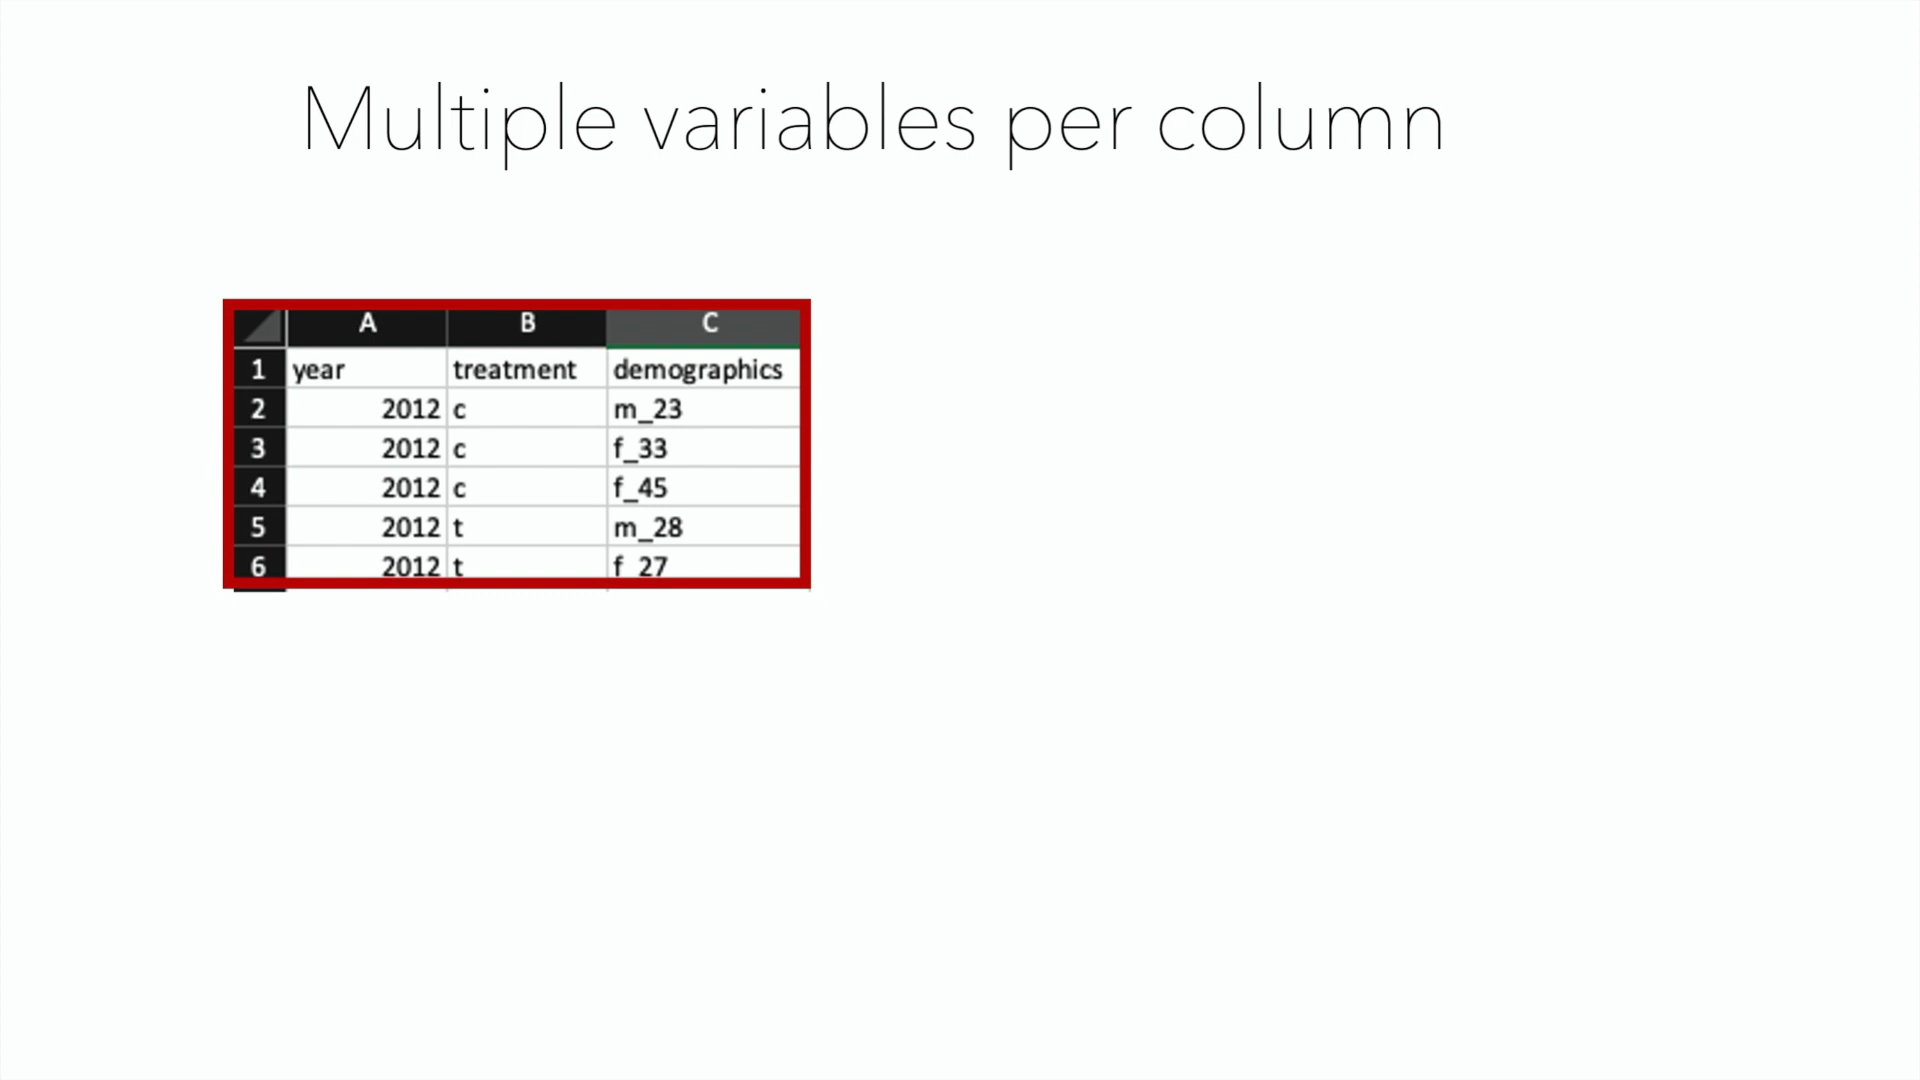 Multiple variables per column
A B C
1 year treatment demographics
2 2012 c m_23
3 2012 c f_33
4 2012 c f_45
5 2012 t m_28
6 2012 t f_27